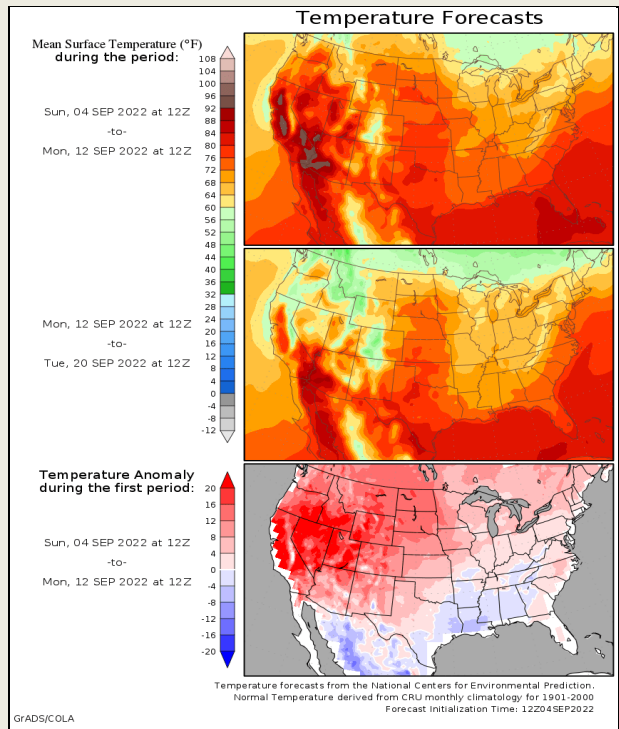 Temperature Forecasts
Mean Surface Temperature (°F)
during the period:
Sun, 04 SEP 2022 at 12Z
-to-
Mon, 12 SEP 2022 at 12Z
108
104
100
96
92
88
84
80
76
72
68
64
60
56
52
48
44
40
36
32
28
24
20
16
12
8
4
0
-4
-8
-12
Mon, 12 SEP 2022 at 12Z
-to-
Tue, 20 SEP 2022 at 12Z
Temperature Anomaly
during the first period:
Sun, 04 SEP 2022 at 12Z
-to-
Mon, 12 SEP 2022 at 12Z
20
16
12
8
4
0
-4
-8
-12
-16
-20
Temperature forecasts from the National Centers for Environmental Prediction.
Normal Temperature derived from CRU monthly climatology for 1901-2000
Forecast Initialization Time: 12Z04SEP2022
GrADS/COLA